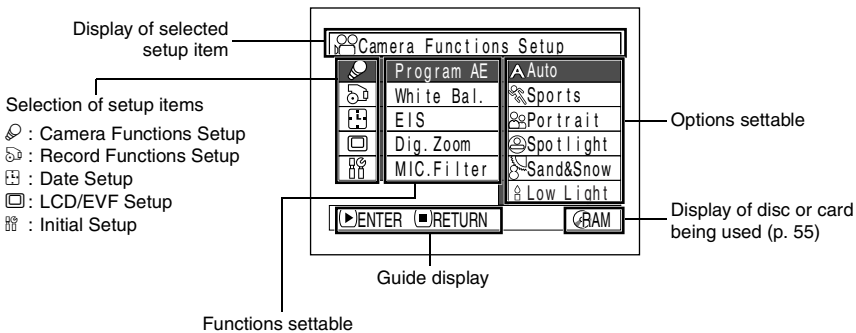 Display of selected
setup item
Selection of setup items
: Camera Functions Setup
: Record Functions Setup
: Date Setup
: LCD/EVF Setup
: Initial Setup
Camera Functions Setup
Program AE
White Bal.
EIS
Dig. Zoom
MIC.Filter
A Auto
Sports
Portrait
Spotlight
Sand&Snow
Low Light
ENTER
RETURN
RAM
Options settable
Display of disc or card
being used (p. 55)
Guide display
Functions settable